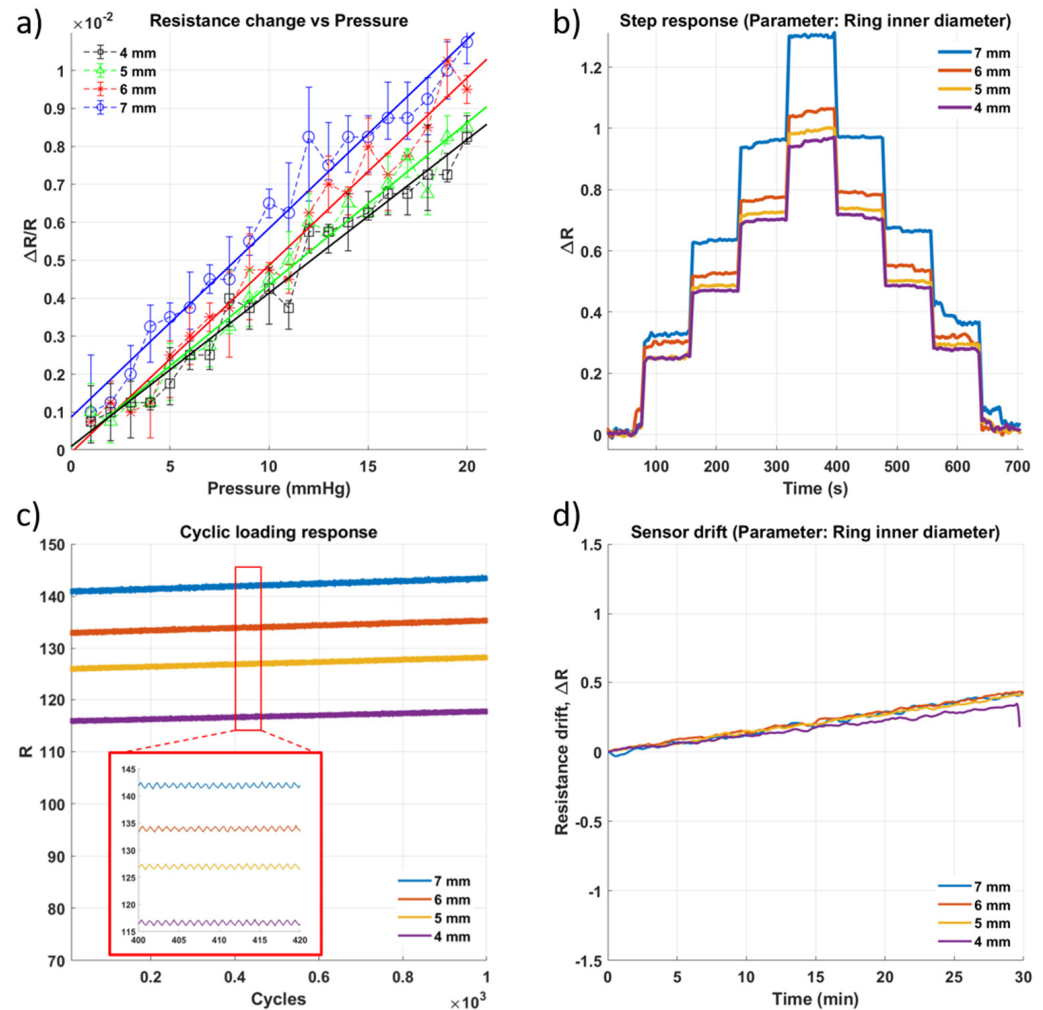 a)
Resistance change vs Pressure
×10⁻²
4 mm
5 mm
6 mm
7 mm
1
0.9
0.8
0.7
0.6
0.5
0.4
0.3
0.2
0.1
0
ΔR/R
0 5 10 15 20
Pressure (mmHg)
b)
Step response (Parameter: Ring inner diameter)
7 mm
6 mm
5 mm
4 mm
1.2
1
0.8
0.6
0.4
0.2
0
ΔR
100 200 300 400 500 600 700
Time (s)
c)
Cyclic loading response
150
140
130
120
110
100
90
80
70
R
145
140
135
130
125
120
115
400 405 410 415 420
7 mm
6 mm
5 mm
4 mm
0.2 0.4 0.6 0.8 1
Cycles
×10³
d)
Sensor drift (Parameter: Ring inner diameter)
1.5
1
0.5
0
-0.5
-1
-1.5
Resistance drift, ΔR
7 mm
6 mm
5 mm
4 mm
0 5 10 15 20 25 30
Time (min)